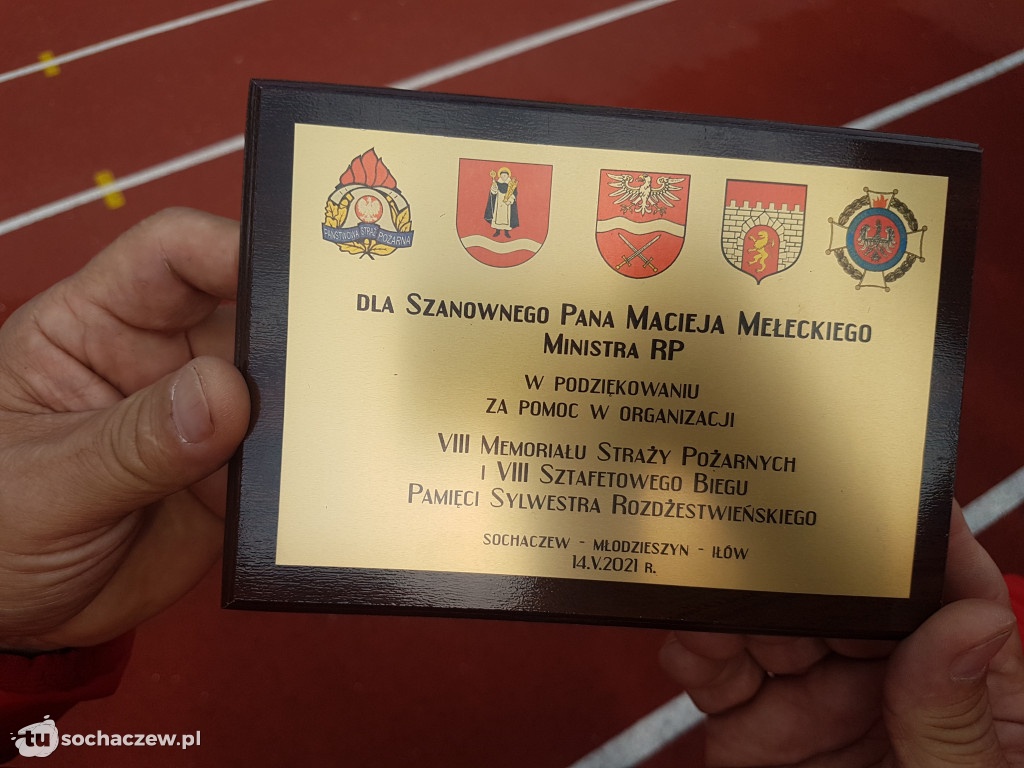 PAŃSTWOWA STRAŻ POŻARNA
DLA SZANOWNEGO PANA MACIEJA MEŁECKIEGO
MINISTRA RP
W PODZIĘKOWANIU
ZA POMOC W ORGANIZACJI
VIII MEMORIAŁU STRAŻY POŻARNYCH
I VIII SZTAFETOWEGO BIEGU
PAMIĘCI SYLWESTRA ROZDŻESTWIEŃSKIEGO
SOCHACZEW - MŁODZIESZYN - IŁÓW
14.V.2021 R.
tu sochaczew.pl